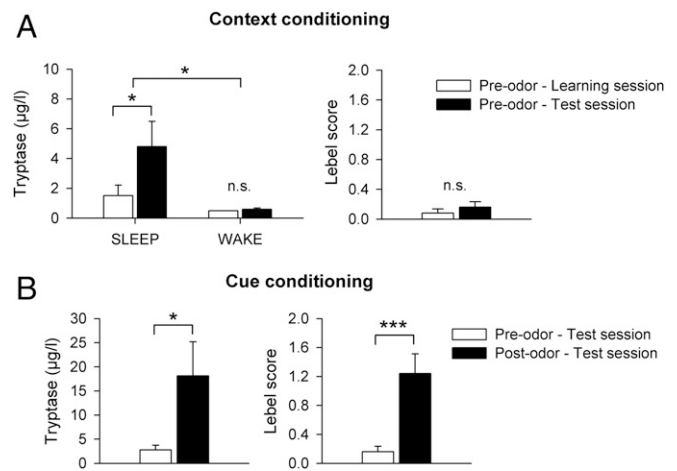 A
Context conditioning
Tryptase (µg/l)
10
8
6
4
2
0
*
*
n.s.
SLEEP
WAKE
Lebel score
2.0
1.6
1.2
0.8
0.4
0.0
n.s.
Pre-odor - Learning session
Pre-odor - Test session
B
Cue conditioning
Tryptase (µg/l)
30
25
20
15
10
5
0
*
Lebel score
2.0
1.6
1.2
0.8
0.4
0.0
***
Pre-odor - Test session
Post-odor - Test session